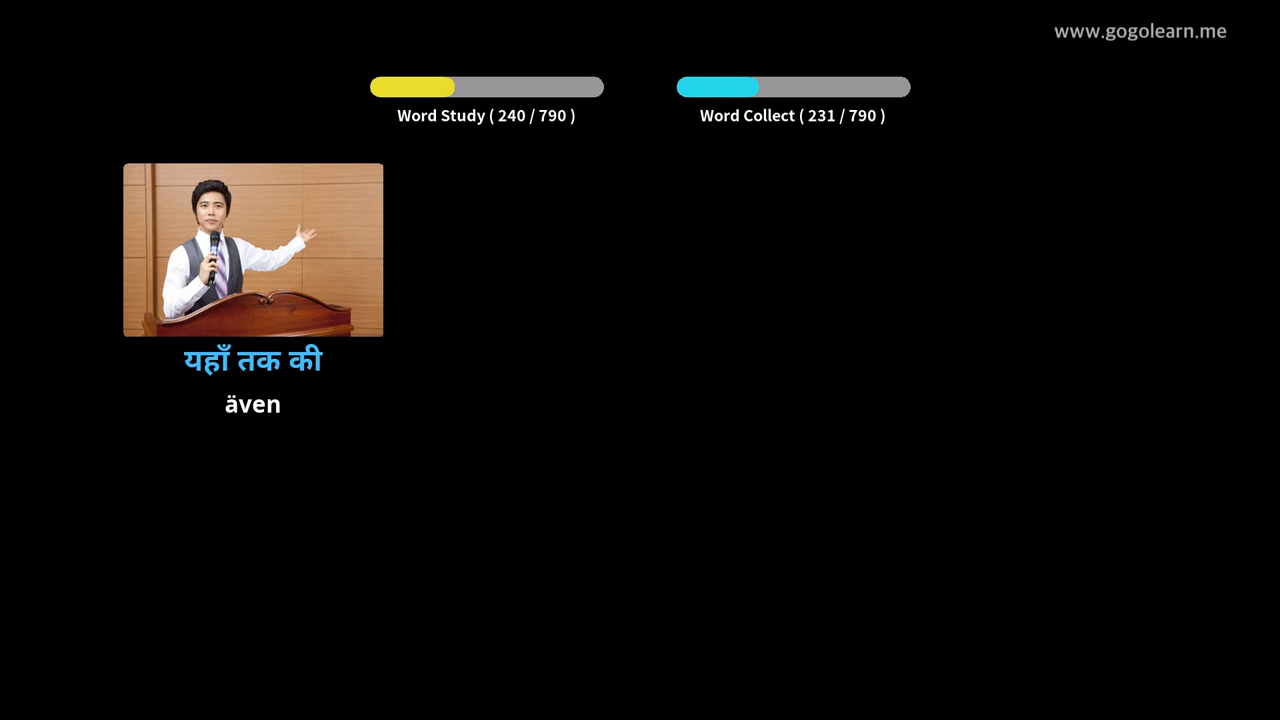 www.gogolearn.me
Word Study ( 240 / 790 )
Word Collect ( 231 / 790 )
यहाँ तक की
även